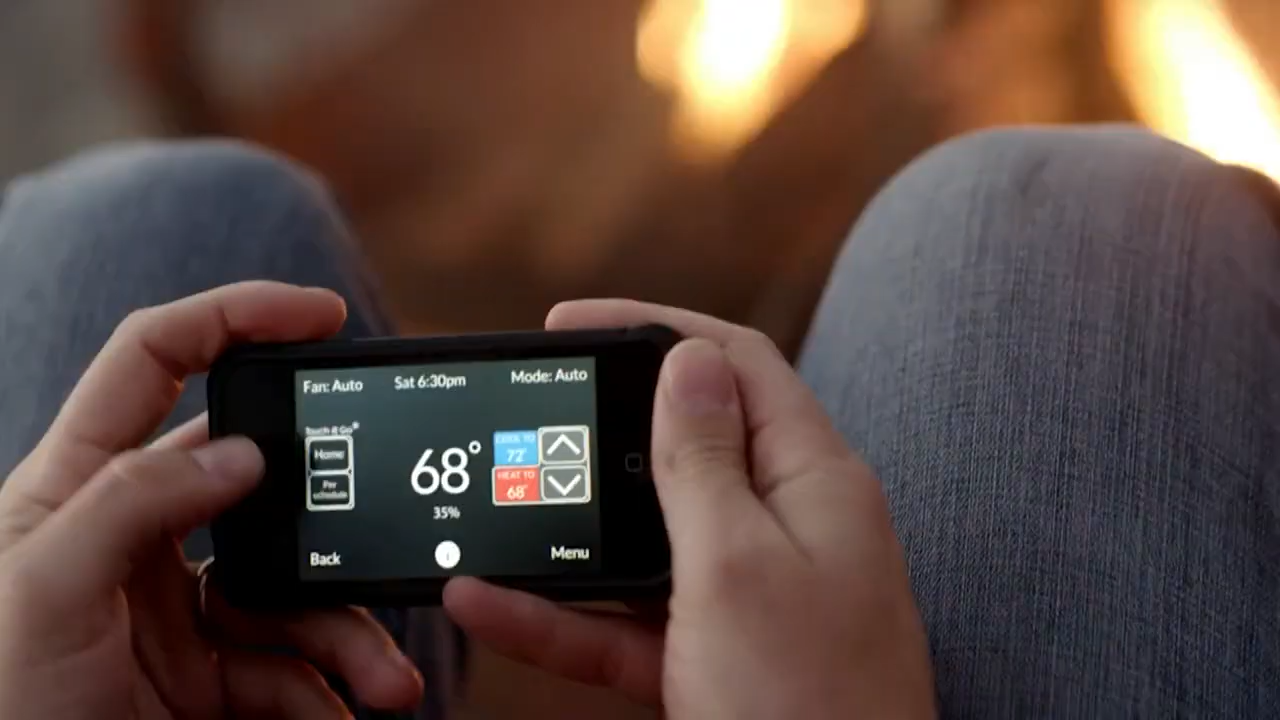 Fan: Auto
Sat 6:30pm
Mode: Auto
Touch & Go®
Home
Per
schedule
68°
35%
COOL TO
72°
HEAT TO
68°
Back
i
Menu